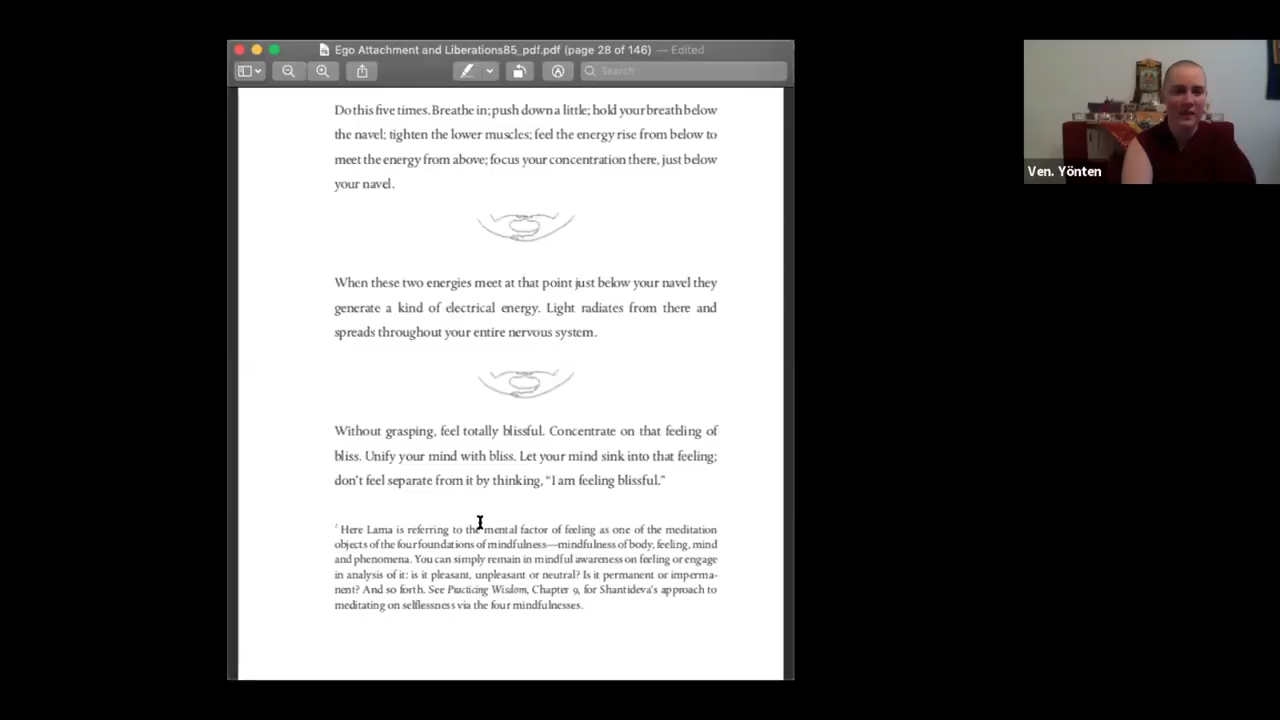 Ego Attachment and Liberations85_pdf.pdf (page 28 of 146) — Edited
Search
Do this five times. Breathe in; push down a little; hold your breath below
the navel; tighten the lower muscles; feel the energy rise from below to
meet the energy from above; focus your concentration there, just below
your navel.
When these two energies meet at that point just below your navel they
generate a kind of electrical energy. Light radiates from there and
spreads throughout your entire nervous system.
Without grasping, feel totally blissful. Concentrate on that feeling of
bliss. Unify your mind with bliss. Let your mind sink into that feeling;
don't feel separate from it by thinking, “I am feeling blissful.”
2 Here Lama is referring to the mental factor of feeling as one of the meditation
objects of the four foundations of mindfulness—mindfulness of body, feeling, mind
and phenomena. You can simply remain in mindful awareness on feeling or engage
in analysis of it: is it pleasant, unpleasant or neutral? Is it permanent or imperma-
nent? And so forth. See Practicing Wisdom, Chapter 9, for Shantideva's approach to
meditating on selflessness via the four mindfulnesses.
Ven. Yönten